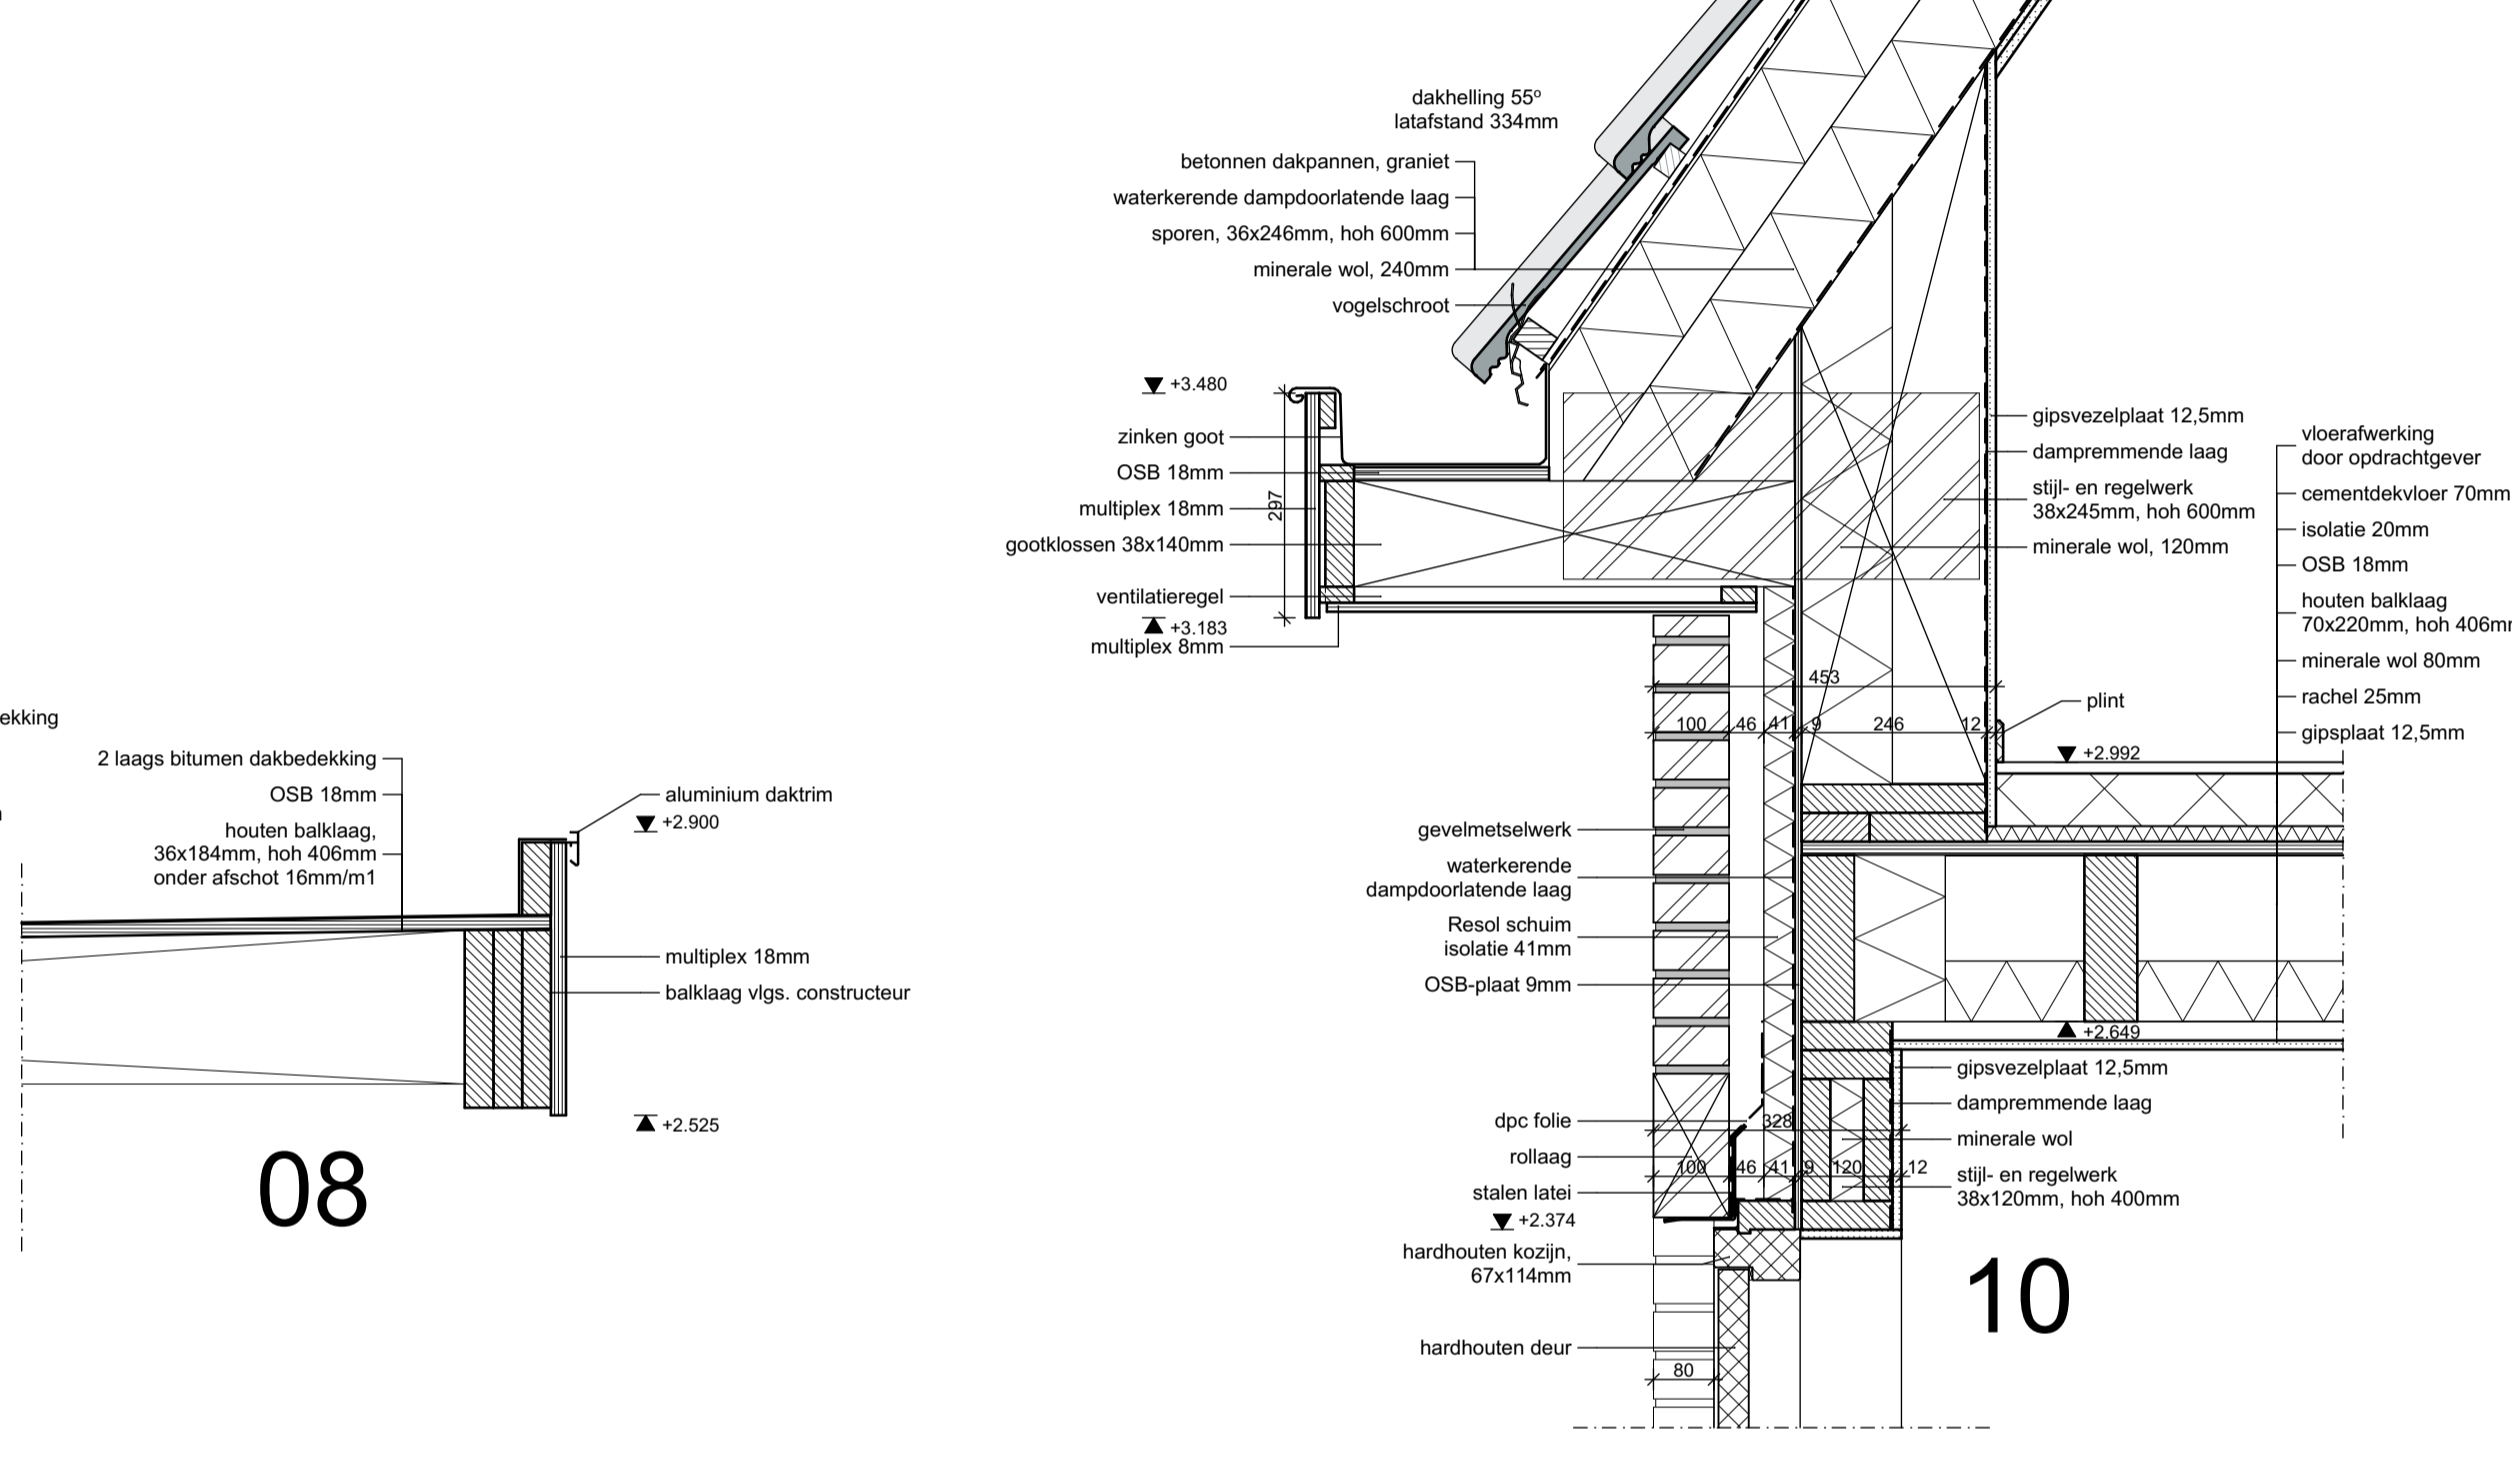 ekking
2 laags bitumen dakbedekking
OSB 18mm
houten balklaag,
36x184mm, hoh 406mm
onder afschot 16mm/m1
aluminium daktrim
+2.900
multiplex 18mm
balklaag vlgs. constructeur
+2.525
08
dakhelling 55º
latafstand 334mm
betonnen dakpannen, graniet
waterkerende dampdoorlatende laag
sporen, 36x246mm, hoh 600mm
minerale wol, 240mm
vogelschroot
+3.480
zinken goot
OSB 18mm
multiplex 18mm
gootklossen 38x140mm
ventilatieregel
+3.183
multiplex 8mm
297
gipsvezelplaat 12,5mm
dampremmende laag
stijl- en regelwerk
38x245mm, hoh 600mm
minerale wol, 120mm
vloerafwerking
door opdrachtgever
cementdekvloer 70mm
isolatie 20mm
OSB 18mm
houten balklaag
70x220mm, hoh 406m
minerale wol 80mm
rachel 25mm
gipsplaat 12,5mm
453
100 46 41 9 246 12
plint
+2.992
gevelmetselwerk
waterkerende
dampdoorlatende laag
Resol schuim
isolatie 41mm
OSB-plaat 9mm
+2.649
gipsvezelplaat 12,5mm
dampremmende laag
minerale wol
stijl- en regelwerk
38x120mm, hoh 400mm
dpc folie
rollaag
stalen latei
+2.374
328
100 46 41 9 120 12
hardhouten kozijn,
67x114mm
hardhouten deur
80
10